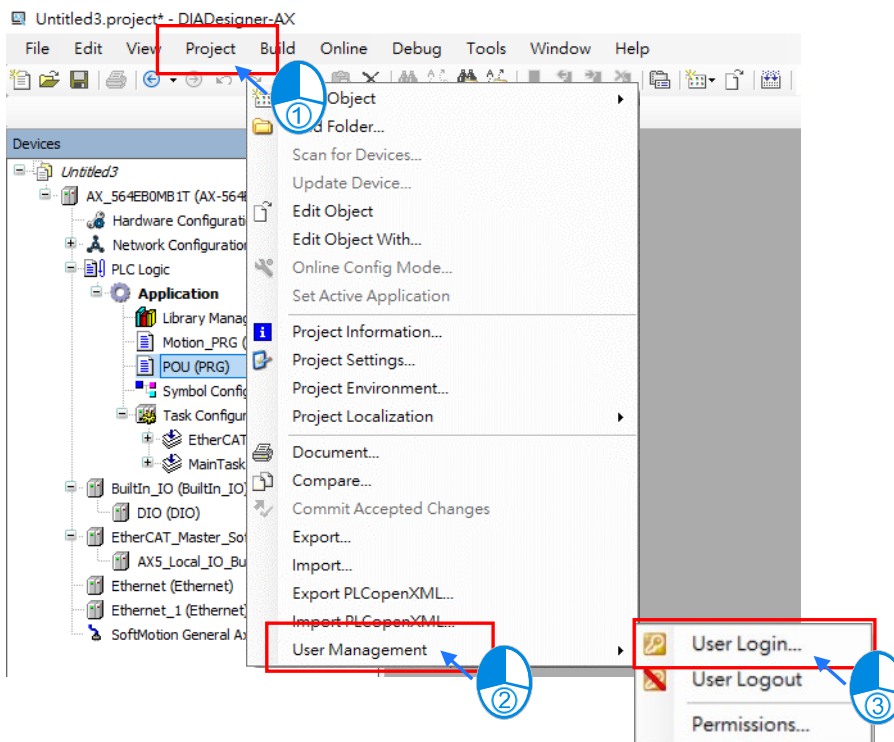 Untitled3.project* - DIADesigner-AX
File Edit View Project Build Online Debug Tools Window Help
Devices
Untitled3
AX_564EB0MB1T (AX-564E
Hardware Configurati
Network Configuration
PLC Logic
Application
Library Manag
Motion_PRG (
POU (PRG)
Symbol Config
Task Configur
EtherCAT
MainTask
BuiltIn_IO (BuiltIn_IO)
DIO (DIO)
EtherCAT_Master_Sof
AX5_Local_IO_Bu
Ethernet (Ethernet)
Ethernet_1 (Ethernet)
SoftMotion General Ax
Object
Folder...
Scan for Devices...
Update Device...
Edit Object
Edit Object With...
Online Config Mode...
Set Active Application
Project Information...
Project Settings...
Project Environment...
Project Localization
Document...
Compare...
Commit Accepted Changes
Export...
Import...
Export PLCopenXML...
Import PLCopenXML...
User Management
User Login...
User Logout
Permissions...
①
②
③